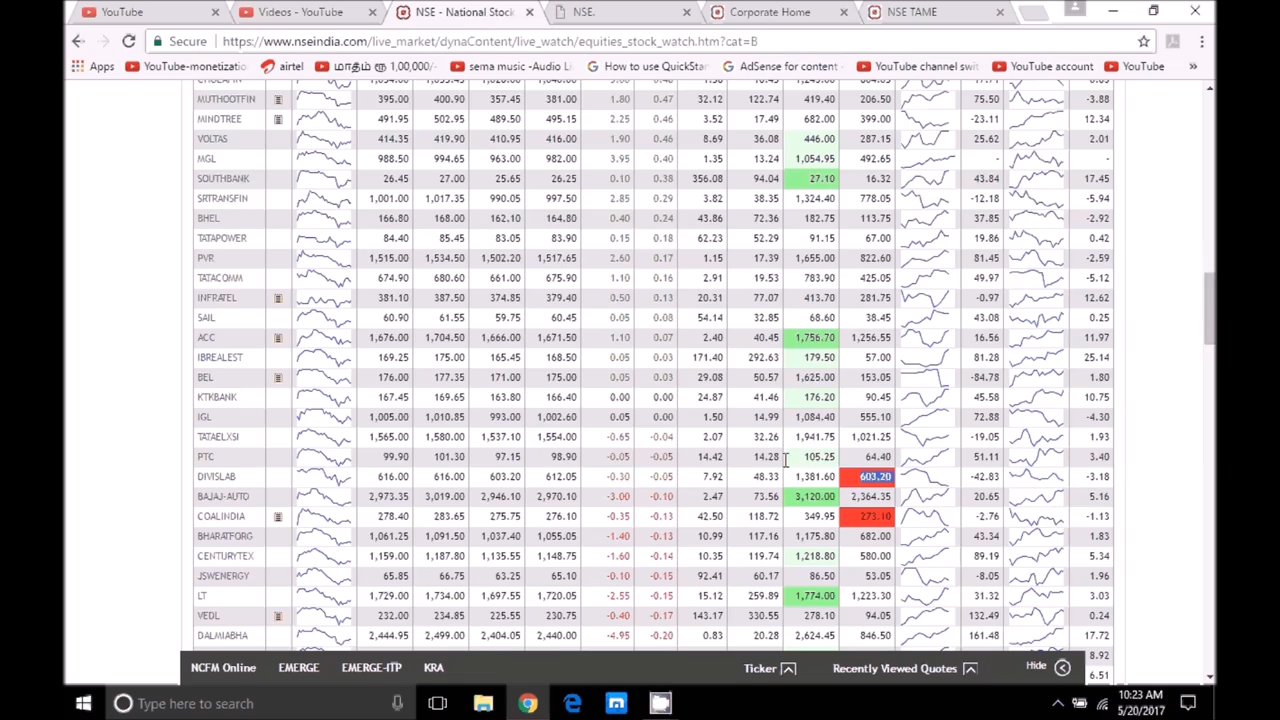 YouTube Videos - YouTube NSE - National Stock NSE. Corporate Home NSE TAME
Secure https://www.nseindia.com/live_market/dynaContent/live_watch/equities_stock_watch.htm?cat=B
Apps YouTube-monetizatio airtel மாதம் ரூ 1,00,000/- sema music -Audio Li How to use QuickStar AdSense for content YouTube channel swit YouTube account YouTube »
MUTHOOTFIN 395.00 400.90 357.45 381.00 1.80 0.47 32.12 122.74 419.40 206.50 75.50 -3.88
MINDTREE 491.95 502.95 489.50 495.15 2.25 0.46 3.52 17.49 682.00 399.00 -23.11 12.34
VOLTAS 414.35 419.90 410.95 416.00 1.90 0.46 8.69 36.08 446.00 287.15 25.62 2.01
MGL 988.50 994.65 963.00 982.00 3.95 0.40 1.35 13.24 1,054.95 492.65 - -
SOUTHBANK 26.45 27.00 25.65 26.25 0.10 0.38 356.08 94.04 27.10 16.32 43.84 17.45
SRTRANSFIN 1,001.00 1,017.35 990.05 997.50 2.85 0.29 3.82 38.35 1,324.40 778.05 -12.18 -5.94
BHEL 166.80 168.00 162.10 164.80 0.40 0.24 43.86 72.36 182.75 113.75 37.85 -2.92
TATAPOWER 84.40 85.45 83.05 83.90 0.15 0.18 62.23 52.29 91.15 67.00 19.86 0.42
PVR 1,515.00 1,534.50 1,502.20 1,517.65 2.60 0.17 1.15 17.39 1,655.00 822.60 81.45 -2.59
TATACOMM 674.90 680.60 661.00 675.90 1.10 0.16 2.91 19.53 783.90 425.05 49.97 -5.12
INFRATEL 381.10 387.50 374.85 379.40 0.50 0.13 20.31 77.07 413.70 281.75 -0.97 12.62
SAIL 60.90 61.55 59.75 60.45 0.05 0.08 54.14 32.85 68.60 38.45 43.08 0.25
ACC 1,676.00 1,704.50 1,666.00 1,671.50 1.10 0.07 2.40 40.45 1,756.70 1,256.55 16.56 11.97
IBREALEST 169.25 175.00 165.45 168.50 0.05 0.03 171.40 292.63 179.50 57.00 81.28 25.14
BEL 176.00 177.35 171.00 175.00 0.05 0.03 29.08 50.57 1,625.00 153.05 -84.78 1.80
KTKBANK 167.45 169.65 163.80 166.40 0.00 0.00 24.87 41.46 176.20 90.45 45.58 10.75
IGL 1,005.00 1,010.85 993.00 1,002.60 0.05 0.00 1.50 14.99 1,084.40 555.10 72.88 -4.30
TATAELXSI 1,565.00 1,580.00 1,537.10 1,554.00 -0.65 -0.04 2.07 32.26 1,941.75 1,021.25 -19.05 1.93
PTC 99.90 101.30 97.15 98.90 -0.05 -0.05 14.42 14.28 105.25 64.40 51.11 3.40
DIVISLAB 616.00 616.00 603.20 612.05 -0.30 -0.05 7.92 48.33 1,381.60 603.20 -42.83 -3.18
BAJAJ-AUTO 2,973.35 3,019.00 2,946.10 2,970.10 -3.00 -0.10 2.47 73.56 3,120.00 2,364.35 20.65 5.16
COALINDIA 278.40 283.65 275.75 276.10 -0.35 -0.13 42.50 118.72 349.95 273.10 -2.76 -1.13
BHARATFORG 1,061.25 1,091.50 1,037.40 1,055.05 -1.40 -0.13 10.99 117.16 1,175.80 682.00 43.34 1.83
CENTURYTEX 1,159.00 1,187.80 1,135.55 1,148.75 -1.60 -0.14 10.35 119.74 1,218.80 580.00 89.19 5.34
JSWENERGY 65.85 66.75 63.25 65.10 -0.10 -0.15 92.41 60.17 86.50 53.05 -8.05 1.96
LT 1,729.00 1,734.00 1,697.55 1,720.05 -2.55 -0.15 15.12 259.89 1,774.00 1,223.30 31.32 3.03
VEDL 232.00 234.85 225.55 230.75 -0.40 -0.17 143.17 330.55 278.10 94.05 132.49 0.24
DALMIABHA 2,444.95 2,499.00 2,404.05 2,440.00 -4.95 -0.20 0.83 20.28 2,624.45 846.50 161.48 17.72
8.92
NCFM Online EMERGE EMERGE-ITP KRA Ticker Recently Viewed Quotes Hide
6.51
Type here to search 10:23 AM
5/20/2017